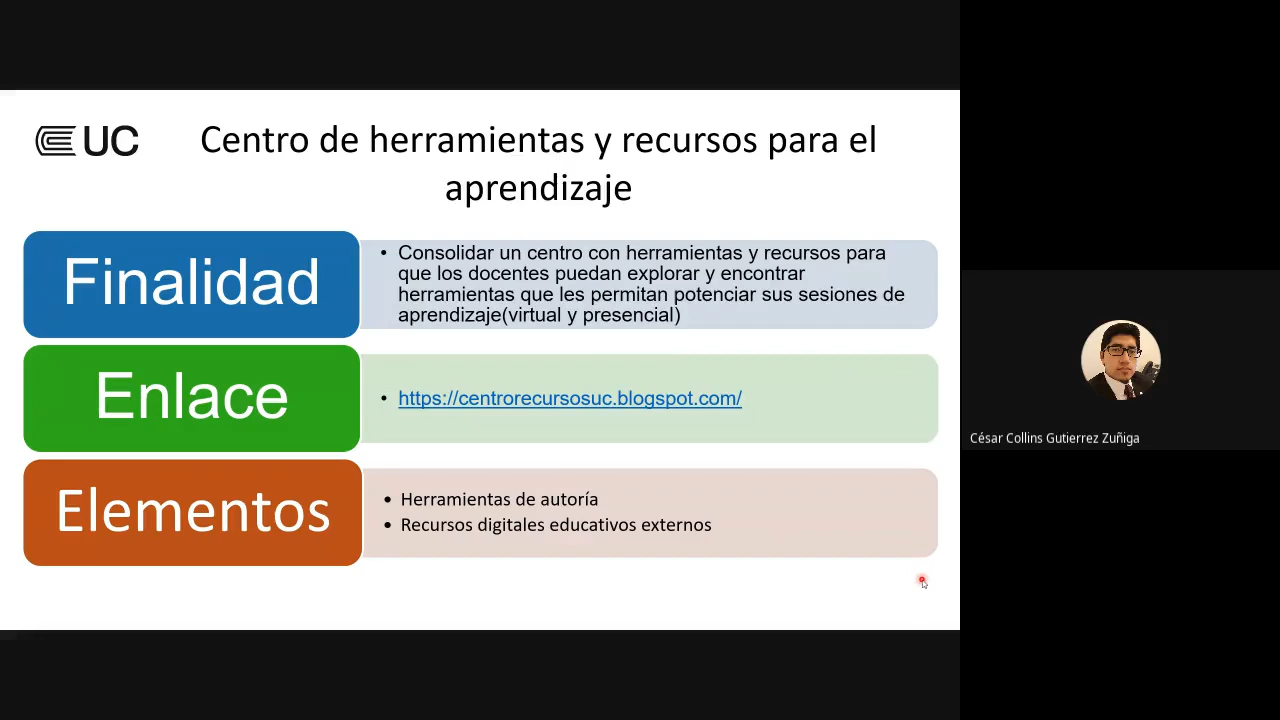 UC
Centro de herramientas y recursos para el
aprendizaje
Finalidad
• Consolidar un centro con herramientas y recursos para
que los docentes puedan explorar y encontrar
herramientas que les permitan potenciar sus sesiones de
aprendizaje(virtual y presencial)
Enlace
• https://centrorecursosuc.blogspot.com/
Elementos
• Herramientas de autoría
• Recursos digitales educativos externos
César Collins Gutierrez Zuñiga